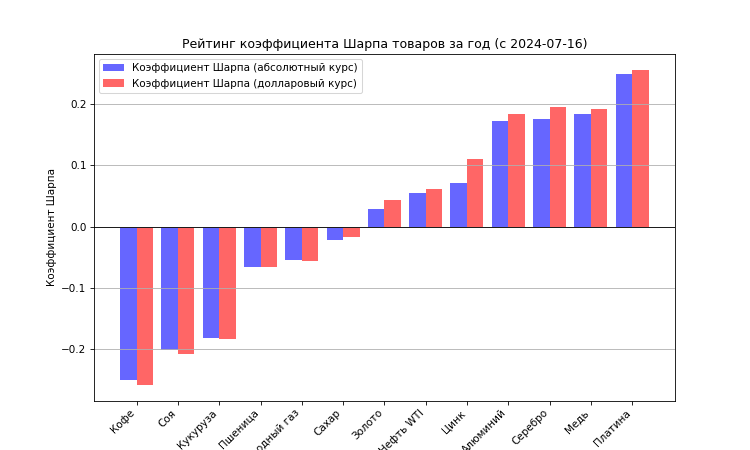 Рейтинг коэффициента Шарпа товаров за год (с 2024-07-16)
Коэффициент Шарпа (абсолютный курс)
Коэффициент Шарпа (долларовый курс)
Коэффициент Шарпа
0.2
0.1
0.0
−0.1
−0.2
Кофе
Соя
Кукуруза
Пшеница
одный газ
Сахар
Золото
Нефть WTI
Цинк
Алюминий
Серебро
Медь
Платина